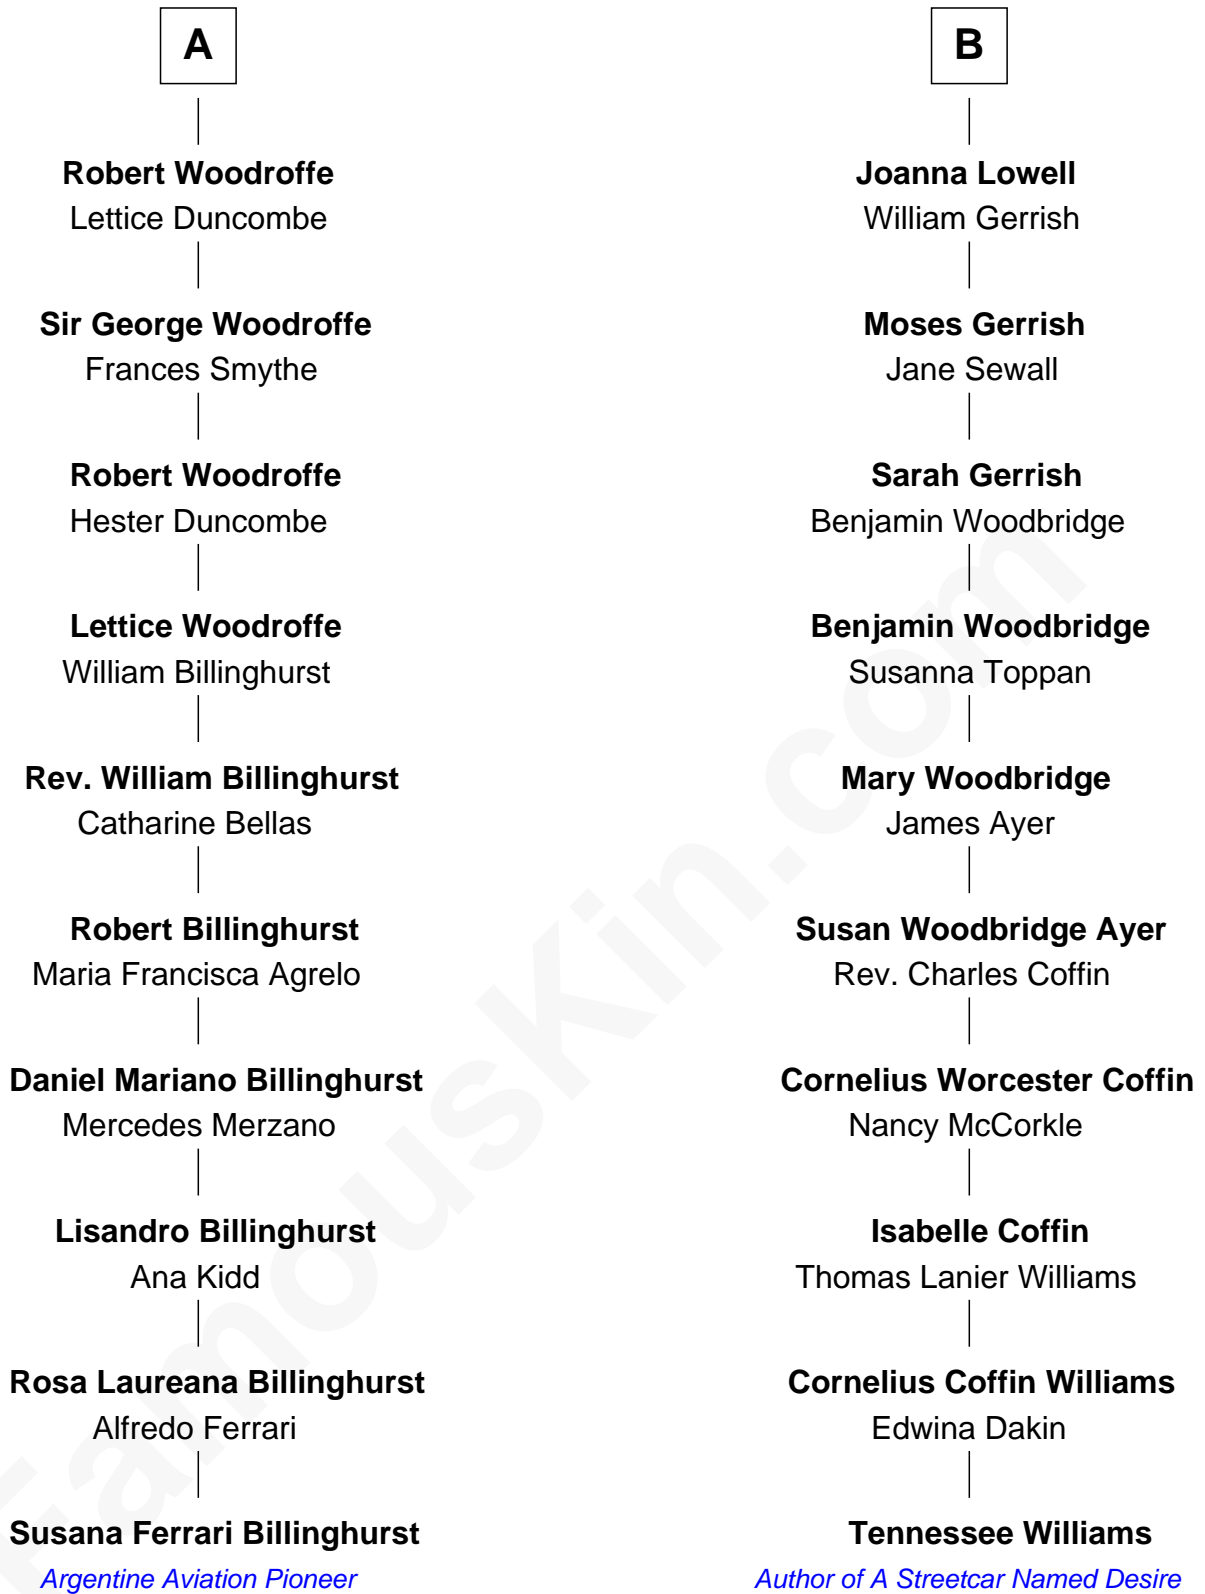 A
Robert Woodroffe
Lettice Duncombe
Sir George Woodroffe
Frances Smythe
Robert Woodroffe
Hester Duncombe
Lettice Woodroffe
William Billinghurst
Rev. William Billinghurst
Catharine Bellas
Robert Billinghurst
Maria Francisca Agrelo
Daniel Mariano Billinghurst
Mercedes Merzano
Lisandro Billinghurst
Ana Kidd
Rosa Laureana Billinghurst
Alfredo Ferrari
Susana Ferrari Billinghurst
Argentine Aviation Pioneer
B
Joanna Lowell
William Gerrish
Moses Gerrish
Jane Sewall
Sarah Gerrish
Benjamin Woodbridge
Benjamin Woodbridge
Susanna Toppan
Mary Woodbridge
James Ayer
Susan Woodbridge Ayer
Rev. Charles Coffin
Cornelius Worcester Coffin
Nancy McCorkle
Isabelle Coffin
Thomas Lanier Williams
Cornelius Coffin Williams
Edwina Dakin
Tennessee Williams
Author of A Streetcar Named Desire
FamousKin.com